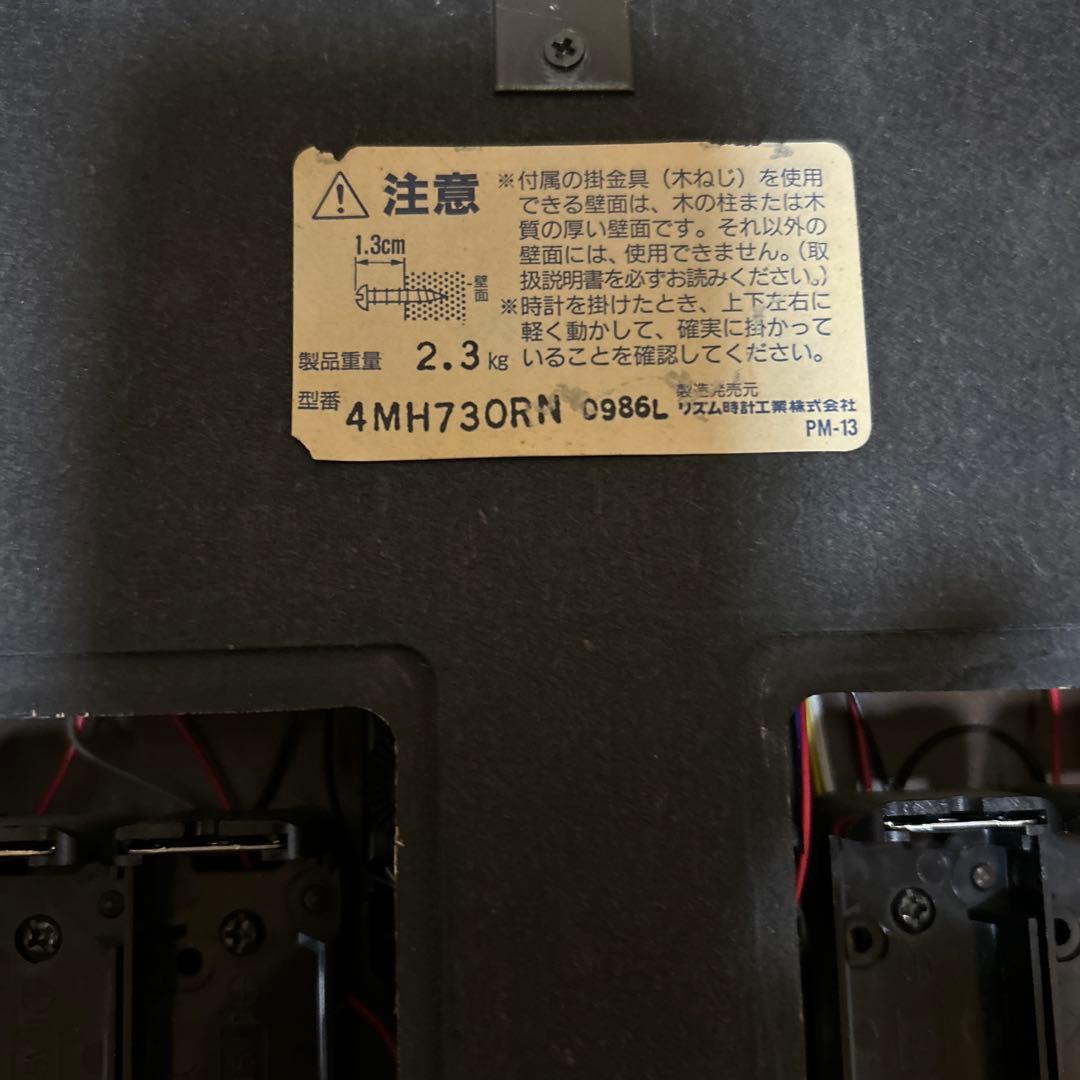 注意
※付属の掛金具（木ねじ）を使用
できる壁面は、木の柱または木
質の厚い壁面です。それ以外の
壁面には、使用できません。（取
扱説明書を必ずお読みください。）
※時計を掛けたとき、上下左右に
軽く動かして、確実に掛かって
いることを確認してください。
1.3cm
壁面
製品重量 2.3kg
型番 4MH730RN 0986L
製造発売元
リズム時計工業株式会社
PM-13